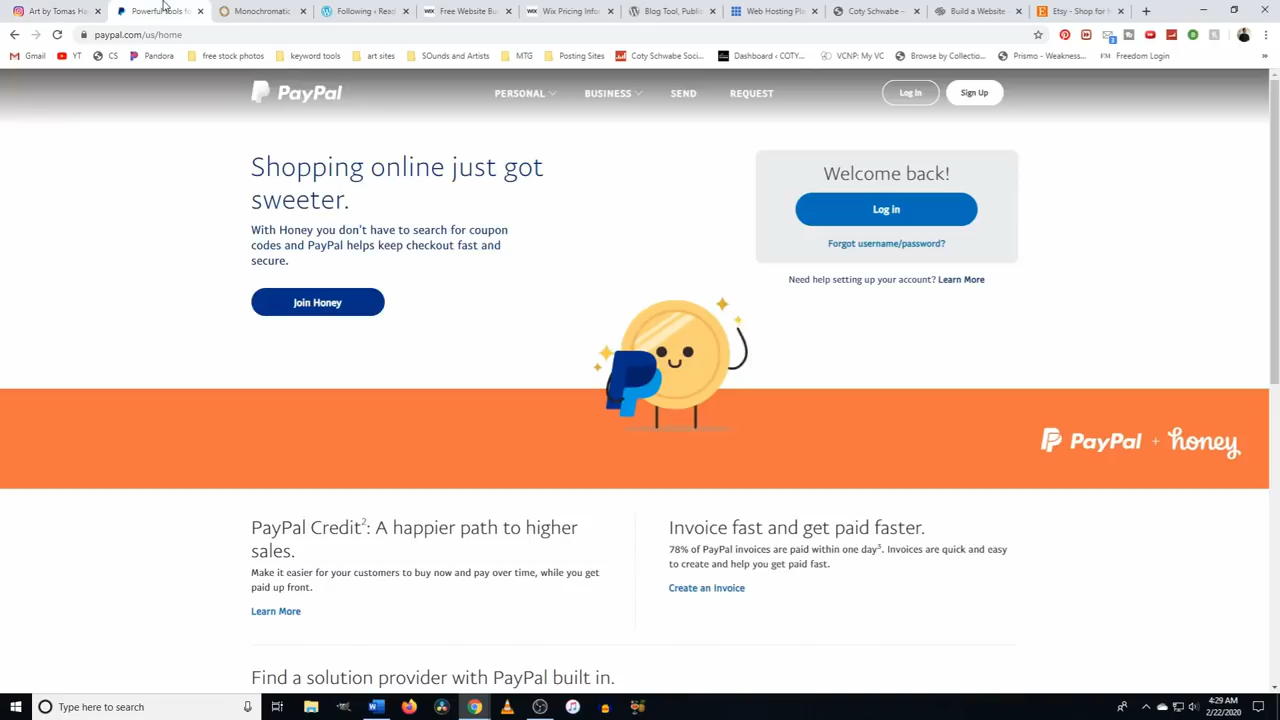 Art by Tomas Ha
Powerful tools fo
Monochromatic
Following ‹ Read
Free Website Bu
Wix Pricing Infor
Blog Tool, Public
Web Hosting Pla
Coty Schwabe —
Build a Website
Etsy - Shop for h
paypal.com/us/home
Gmail
YT
CS
Pandora
free stock photos
keyword tools
art sites
SOunds and Artists
MTG
Posting Sites
Coty Schwabe Soci...
Dashboard ‹ COTY...
VCNP: My VC
Browse by Collectio...
Prismo - Weakness...
FM Freedom Login
PayPal
PERSONAL
BUSINESS
SEND
REQUEST
Log In
Sign Up
Shopping online just got
sweeter.
With Honey you don't have to search for coupon
codes and PayPal helps keep checkout fast and
secure.
Join Honey
Welcome back!
Log in
Forgot username/password?
Need help setting up your account? Learn More
PayPal + honey
PayPal Credit²: A happier path to higher
sales.
Make it easier for your customers to buy now and pay over time, while you get
paid up front.
Learn More
Invoice fast and get paid faster.
78% of PayPal invoices are paid within one day³. Invoices are quick and easy
to create and help you get paid fast.
Create an Invoice
Find a solution provider with PayPal built in.
Type here to search
4:29 AM
2/22/2020